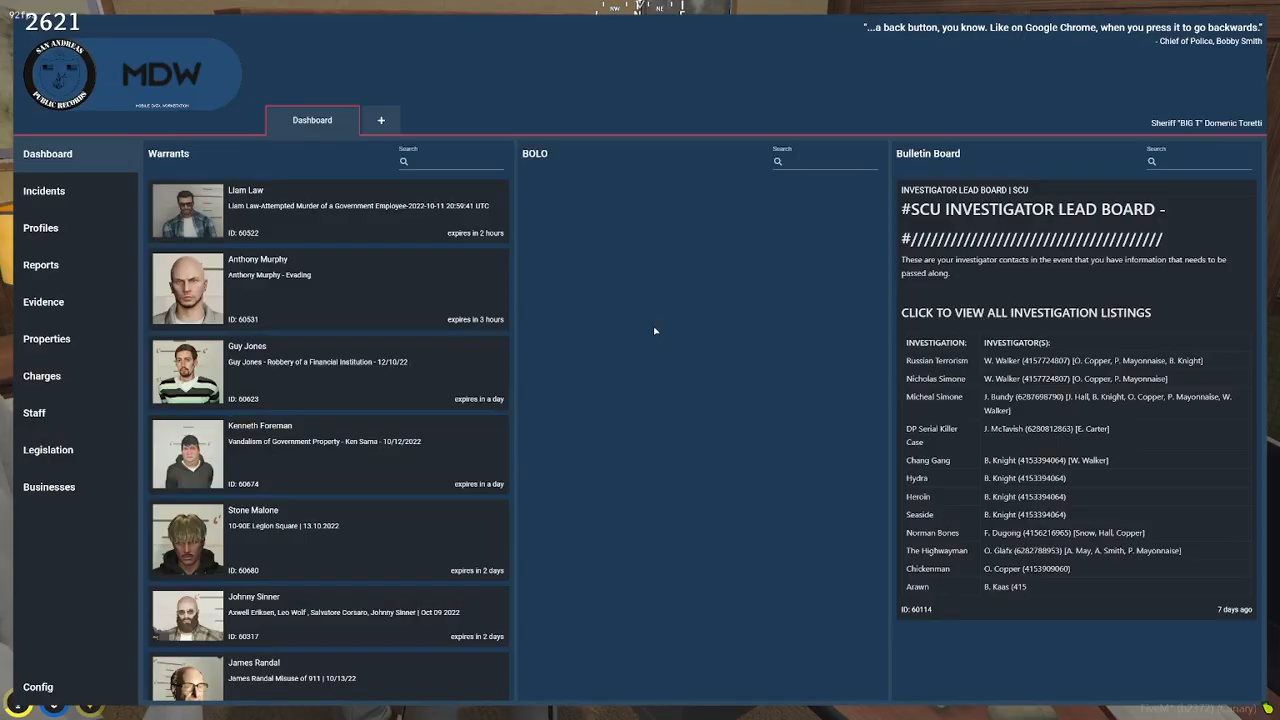 92fps
2621
NW
N
NE
"...a back button, you know. Like on Google Chrome, when you press it to go backwards."
- Chief of Police, Bobby Smith
SAN ANDREAS
PUBLIC RECORDS
MDW
MOBILE DATA WORKSTATION
Dashboard
+
Sheriff "BIG T" Domenic Toretti
Dashboard
Incidents
Profiles
Reports
Evidence
Properties
Charges
Staff
Legislation
Businesses
Config
Warrants
Search
Liam Law
Liam Law-Attempted Murder of a Government Employee-2022-10-11 20:59:41 UTC
ID: 60522
expires in 2 hours
Anthony Murphy
Anthony Murphy - Evading
ID: 60531
expires in 3 hours
Guy Jones
Guy Jones - Robbery of a Financial Institution - 12/10/22
ID: 60623
expires in a day
Kenneth Foreman
Vandalism of Government Property - Ken Sama - 10/12/2022
ID: 60674
expires in a day
Stone Malone
10-90E Legion Square | 13.10.2022
ID: 60680
expires in 2 days
Johnny Sinner
Axwell Eriksen, Leo Wolf , Salvatore Corsaro, Johnny Sinner | Oct 09 2022
ID: 60317
expires in 2 days
James Randal
James Randal Misuse of 911 | 10/13/22
BOLO
Search
Bulletin Board
Search
INVESTIGATOR LEAD BOARD | SCU
#SCU INVESTIGATOR LEAD BOARD -
#//////////////////////////////////////
These are your investigator contacts in the event that you have information that needs to be
passed along.
CLICK TO VIEW ALL INVESTIGATION LISTINGS
INVESTIGATION: INVESTIGATOR(S):
Russian Terrorism W. Walker (4157724807) [O. Copper, P. Mayonnaise, B. Knight]
Nicholas Simone W. Walker (4157724807) [O. Copper, P. Mayonnaise]
Micheal Simone J. Bundy (6287698790) [J. Hall, B. Knight, O. Copper, P. Mayonnaise, W.
Walker]
DP Serial Killer J. McTavish (6280812863) [E. Carter]
Case
Chang Gang B. Knight (4153394064) [W. Walker]
Hydra B. Knight (4153394064)
Heroin B. Knight (4153394064)
Seaside B. Knight (4153394064)
Norman Bones F. Dugong (4156216965) [Snow, Hall, Copper]
The Highwayman O. Glafx (6282788953) [A. May, A. Smith, P. Mayonnaise]
Chickenman O. Copper (4153909060)
Arawn B. Kaas (415
ID: 60114
7 days ago
FiveM* (b2372) (Canary)